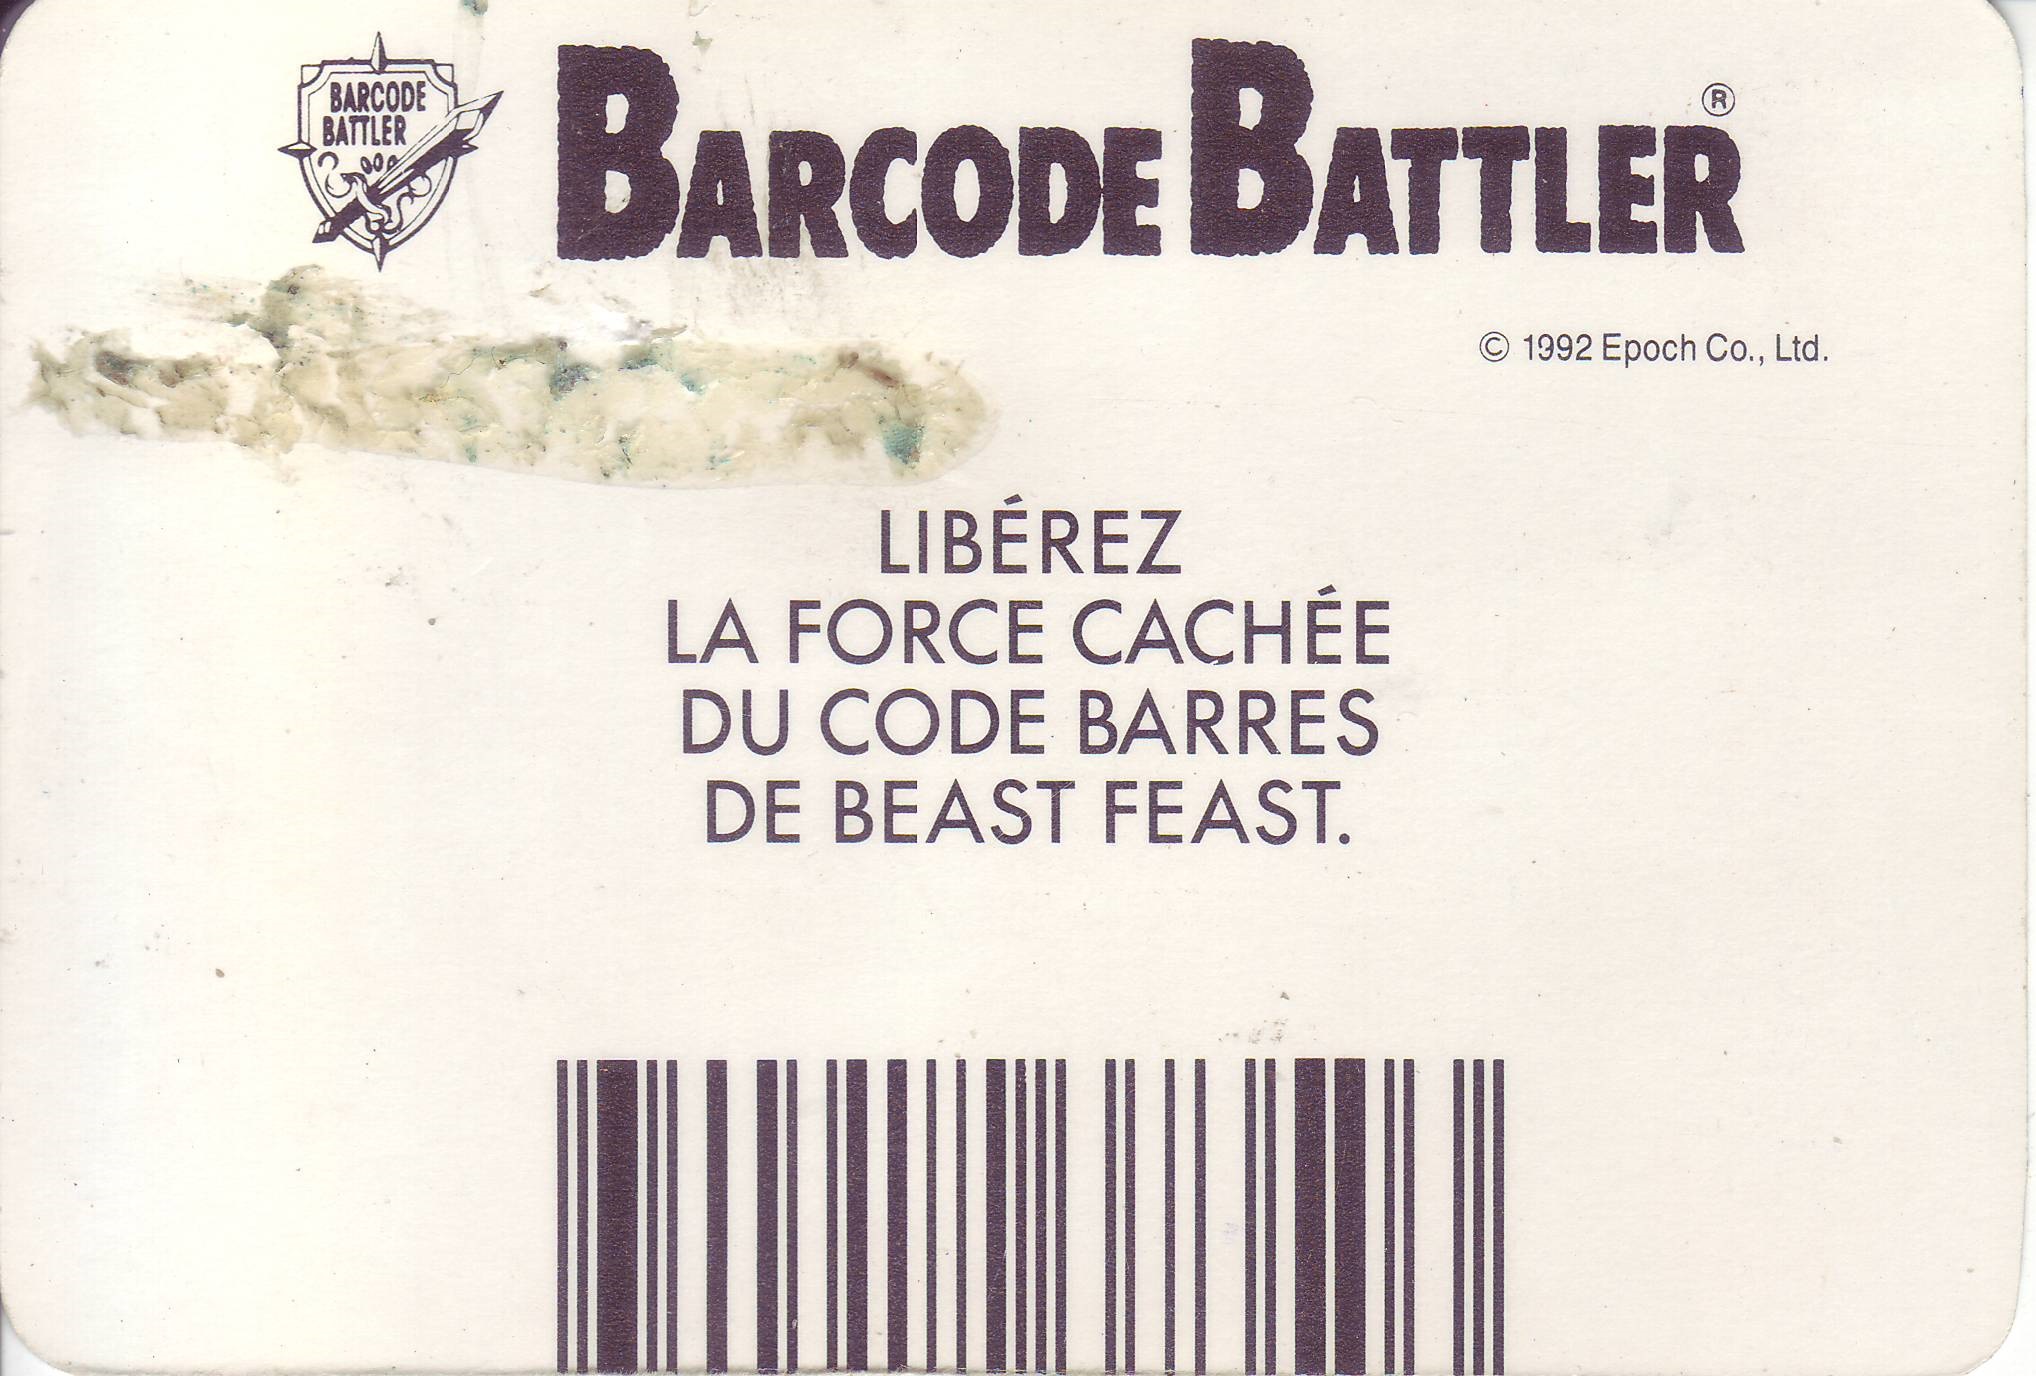 BARCODE
BATTLER
BARCODE BATTLER ®
© 1992 Epoch Co., Ltd.
LIBÉREZ
LA FORCE CACHÉE
DU CODE BARRES
DE BEAST FEAST.